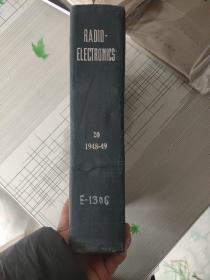 RADIO-
ELECTRONICS
20
1948-49
E-1306